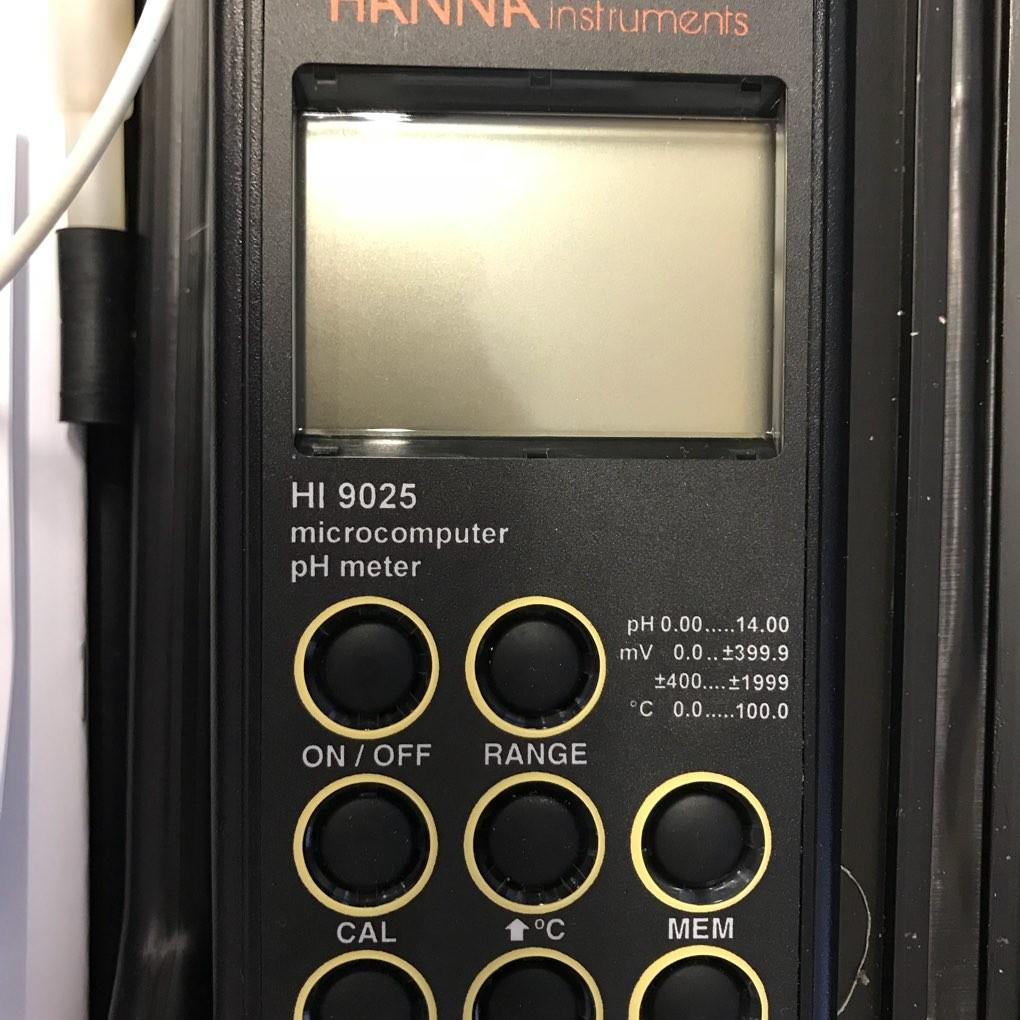 HANNA instruments
HI 9025
microcomputer
pH meter
pH 0.00.....14.00
mV 0.0..±399.9
±400....±1999
°C 0.0.....100.0
ON / OFF
RANGE
CAL
⬆°C
MEM